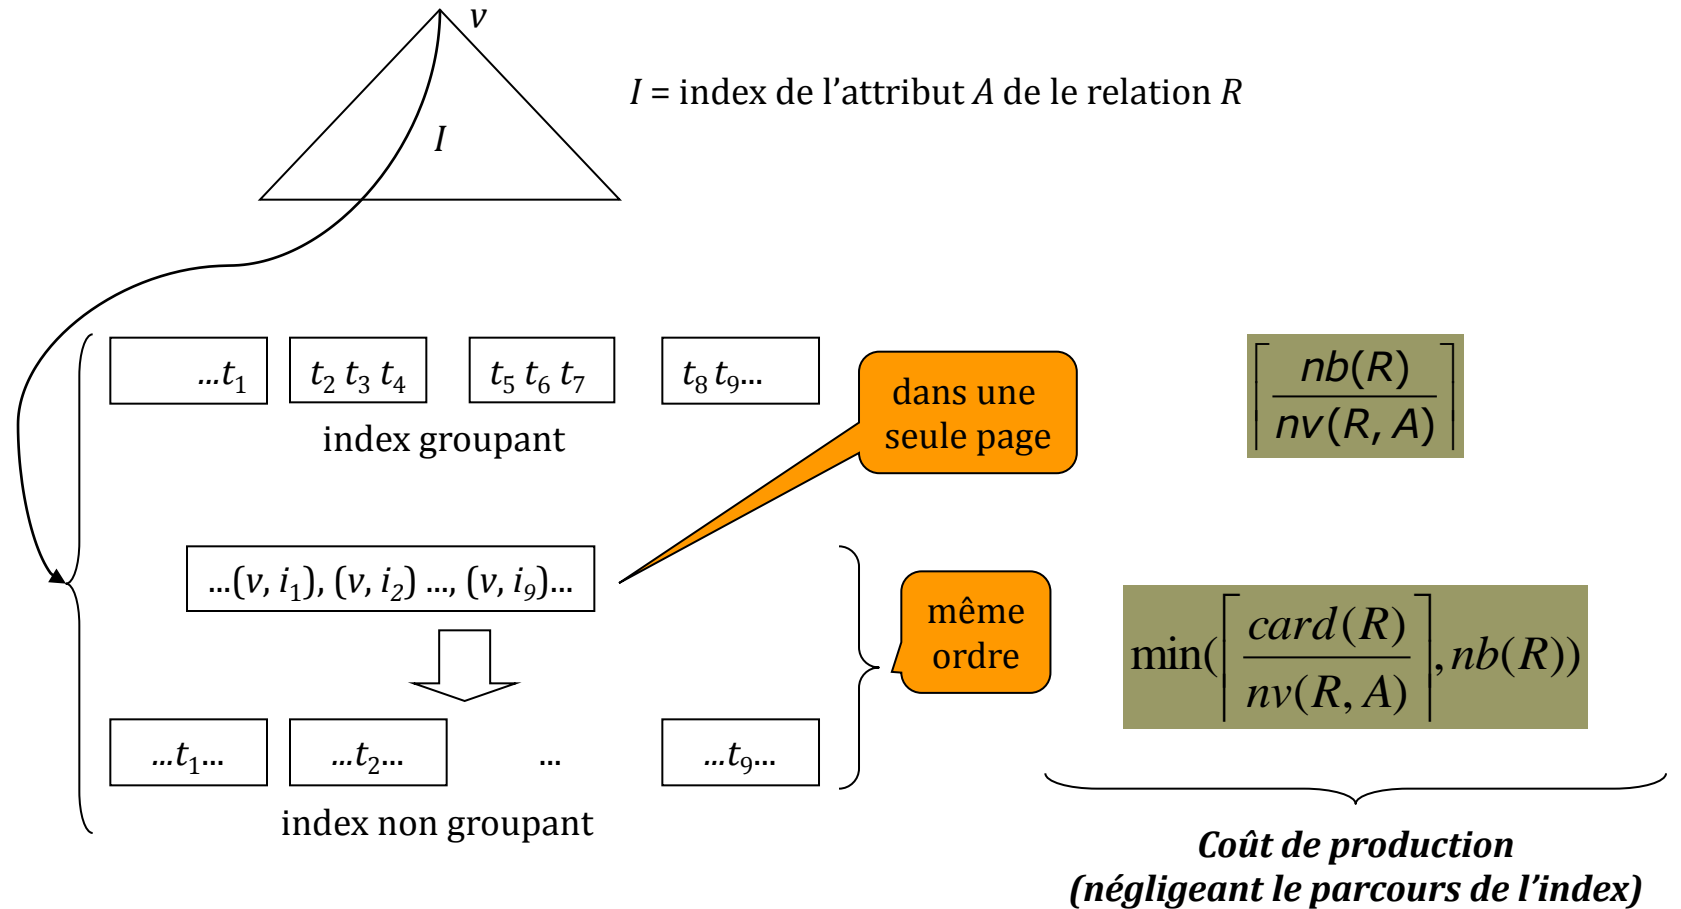 v
I = index de l’attribut A de le relation R
I
...t₁
t₂ t₃ t₄
t₅ t₆ t₇
t₈ t₉...
index groupant
dans une
seule page
⌈nb(R) / nv(R, A)⌉
...(v, i₁), (v, i₂) ..., (v, i₉)...
même
ordre
min(⌈card(R) / nv(R, A)⌉, nb(R))
...t₁...
...t₂...
...
...t₉...
index non groupant
Coût de production
(négligeant le parcours de l’index)